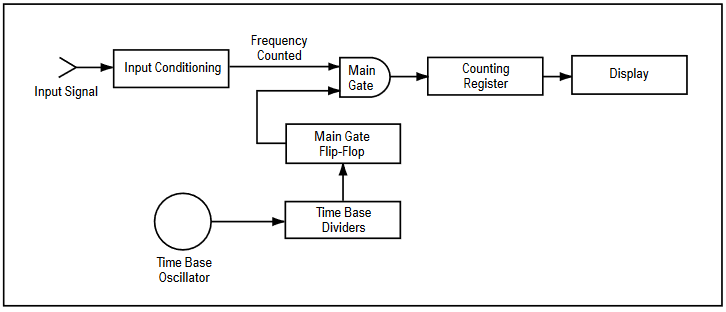 Frequency
Counted
Input Signal
Input Conditioning
Main
Gate
Counting
Register
Display
Main Gate
Flip-Flop
Time Base
Dividers
Time Base
Oscillator